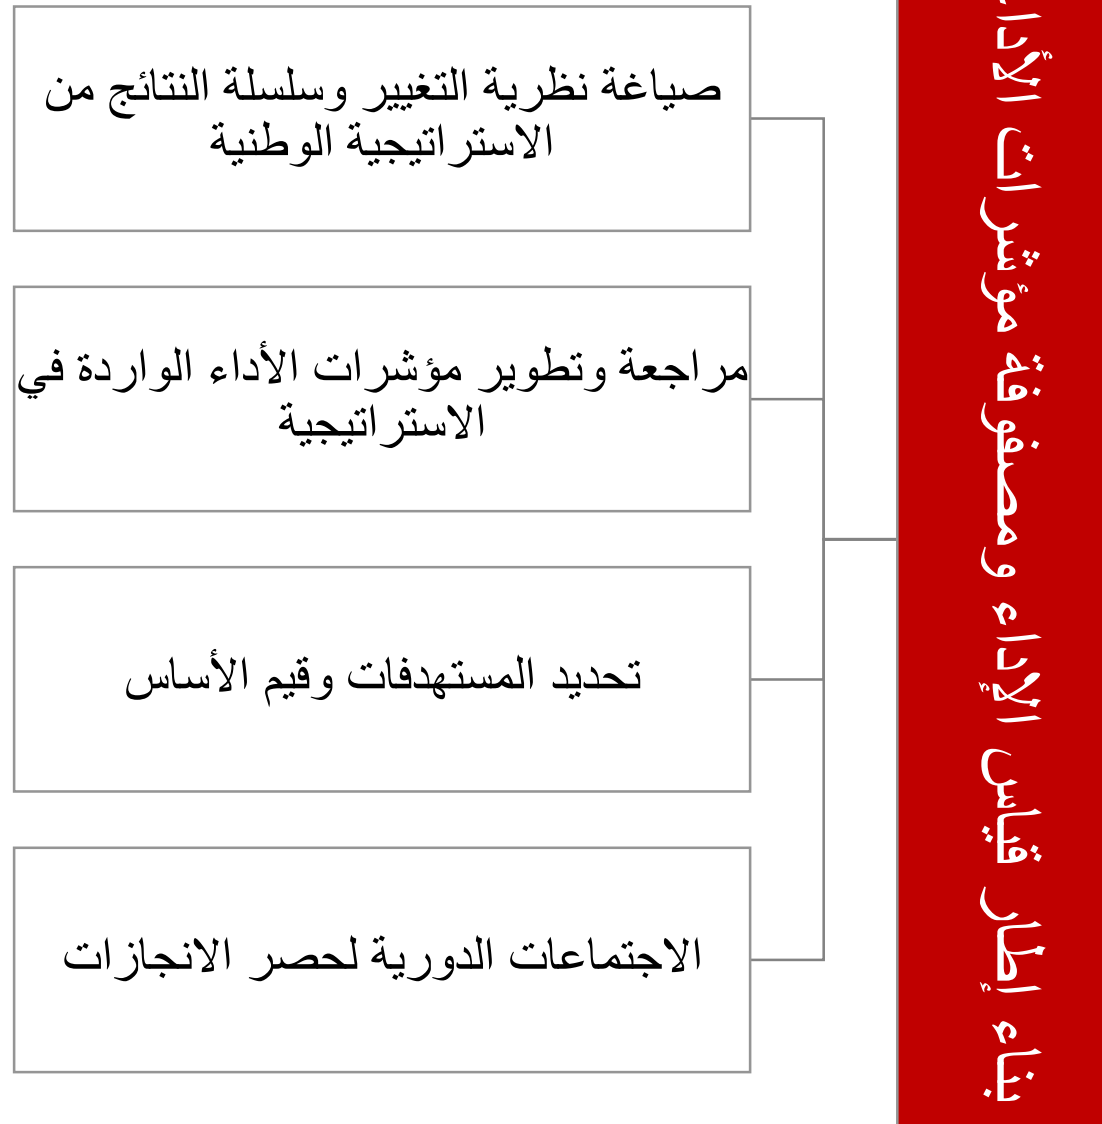 بناء إطار قياس الإداء ومصفوفة مؤشرات الأداء
صياغة نظرية التغيير وسلسلة النتائج من
الاستراتيجية الوطنية
مراجعة وتطوير مؤشرات الأداء الواردة في
الاستراتيجية
تحديد المستهدفات وقيم الأساس
الاجتماعات الدورية لحصر الانجازات